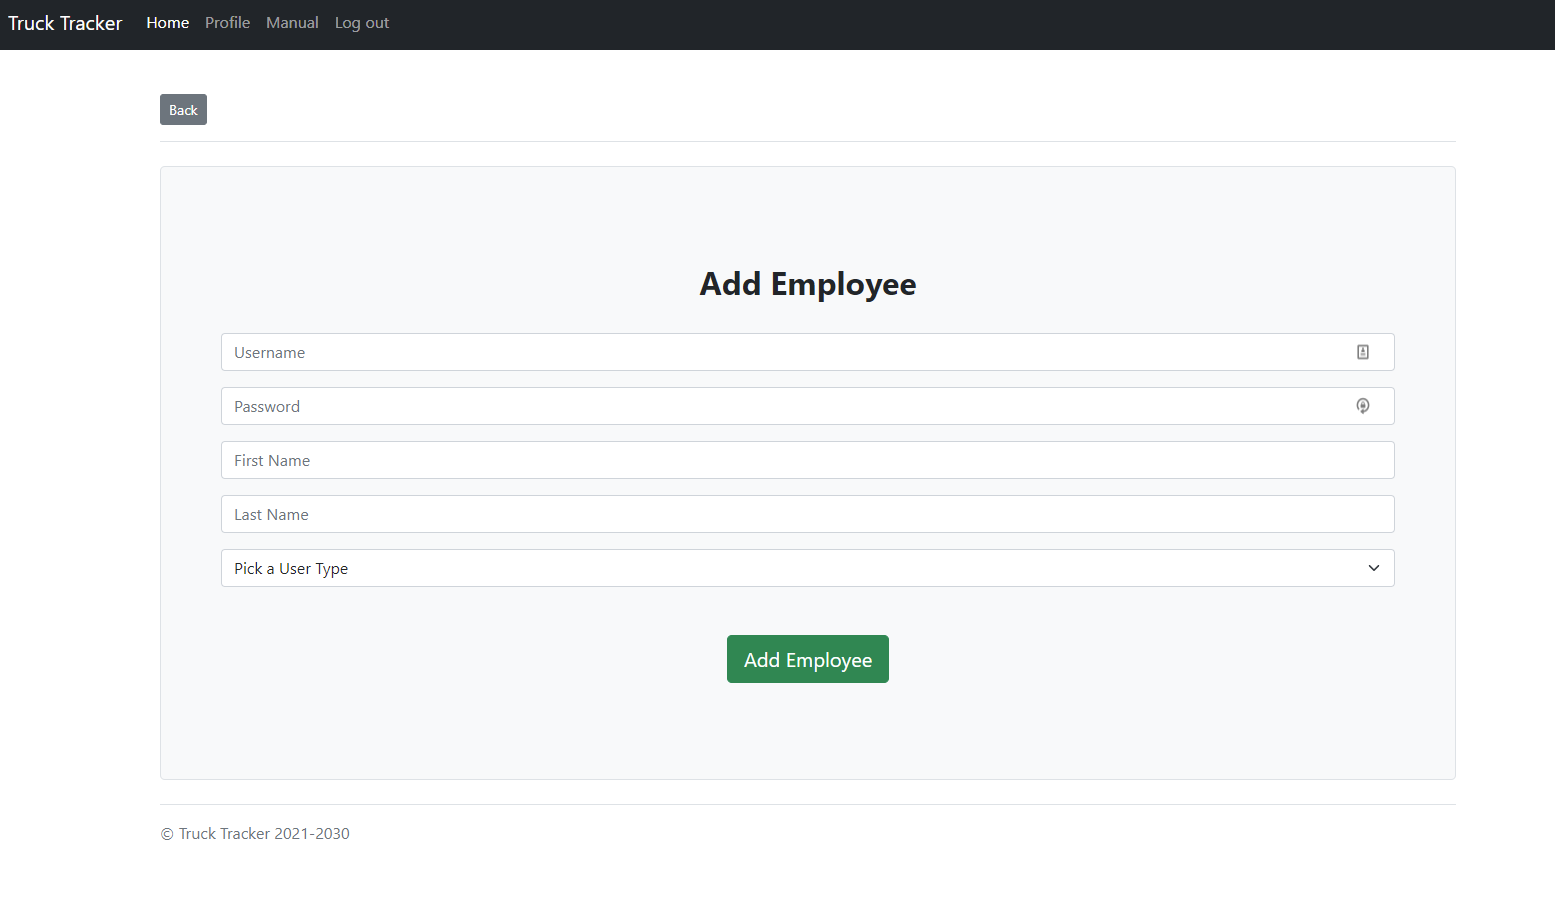 Truck Tracker Home Profile Manual Log out
Back
Add Employee
Username
Password
First Name
Last Name
Pick a User Type
Add Employee
© Truck Tracker 2021-2030